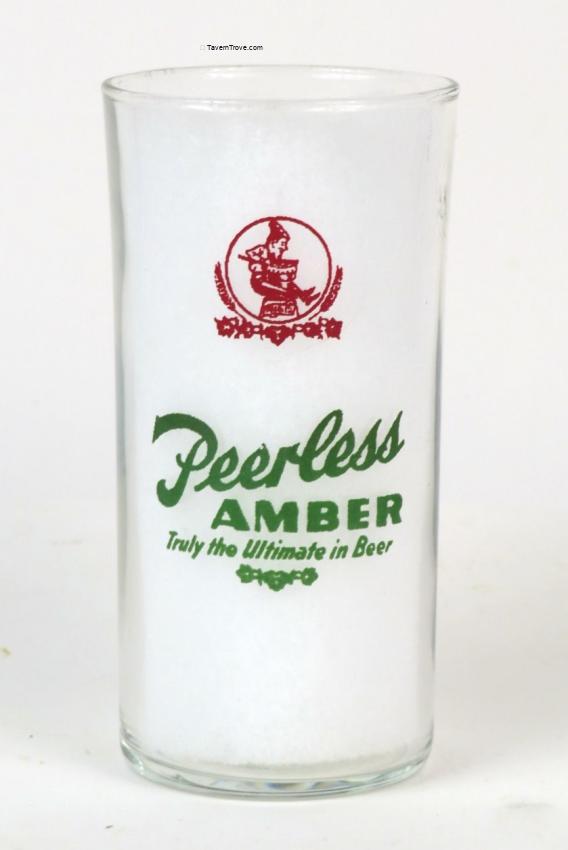 TavernTrove.com
Peerless
AMBER
Truly the Ultimate in Beer